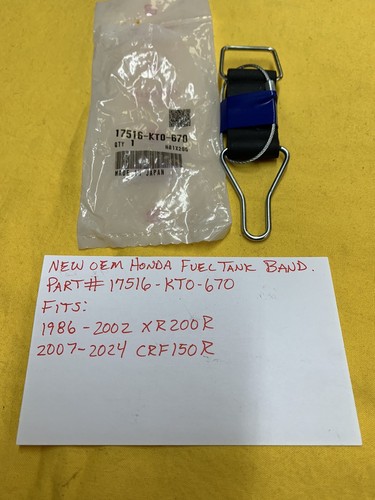 17516-KT0-670
QTY 1
MADE IN JAPAN
NEW OEM HONDA FUEL TANK BAND.
PART# 17516-KTO-670
FITS:
1986-2002 XR200R
2007-2024 CRF150R